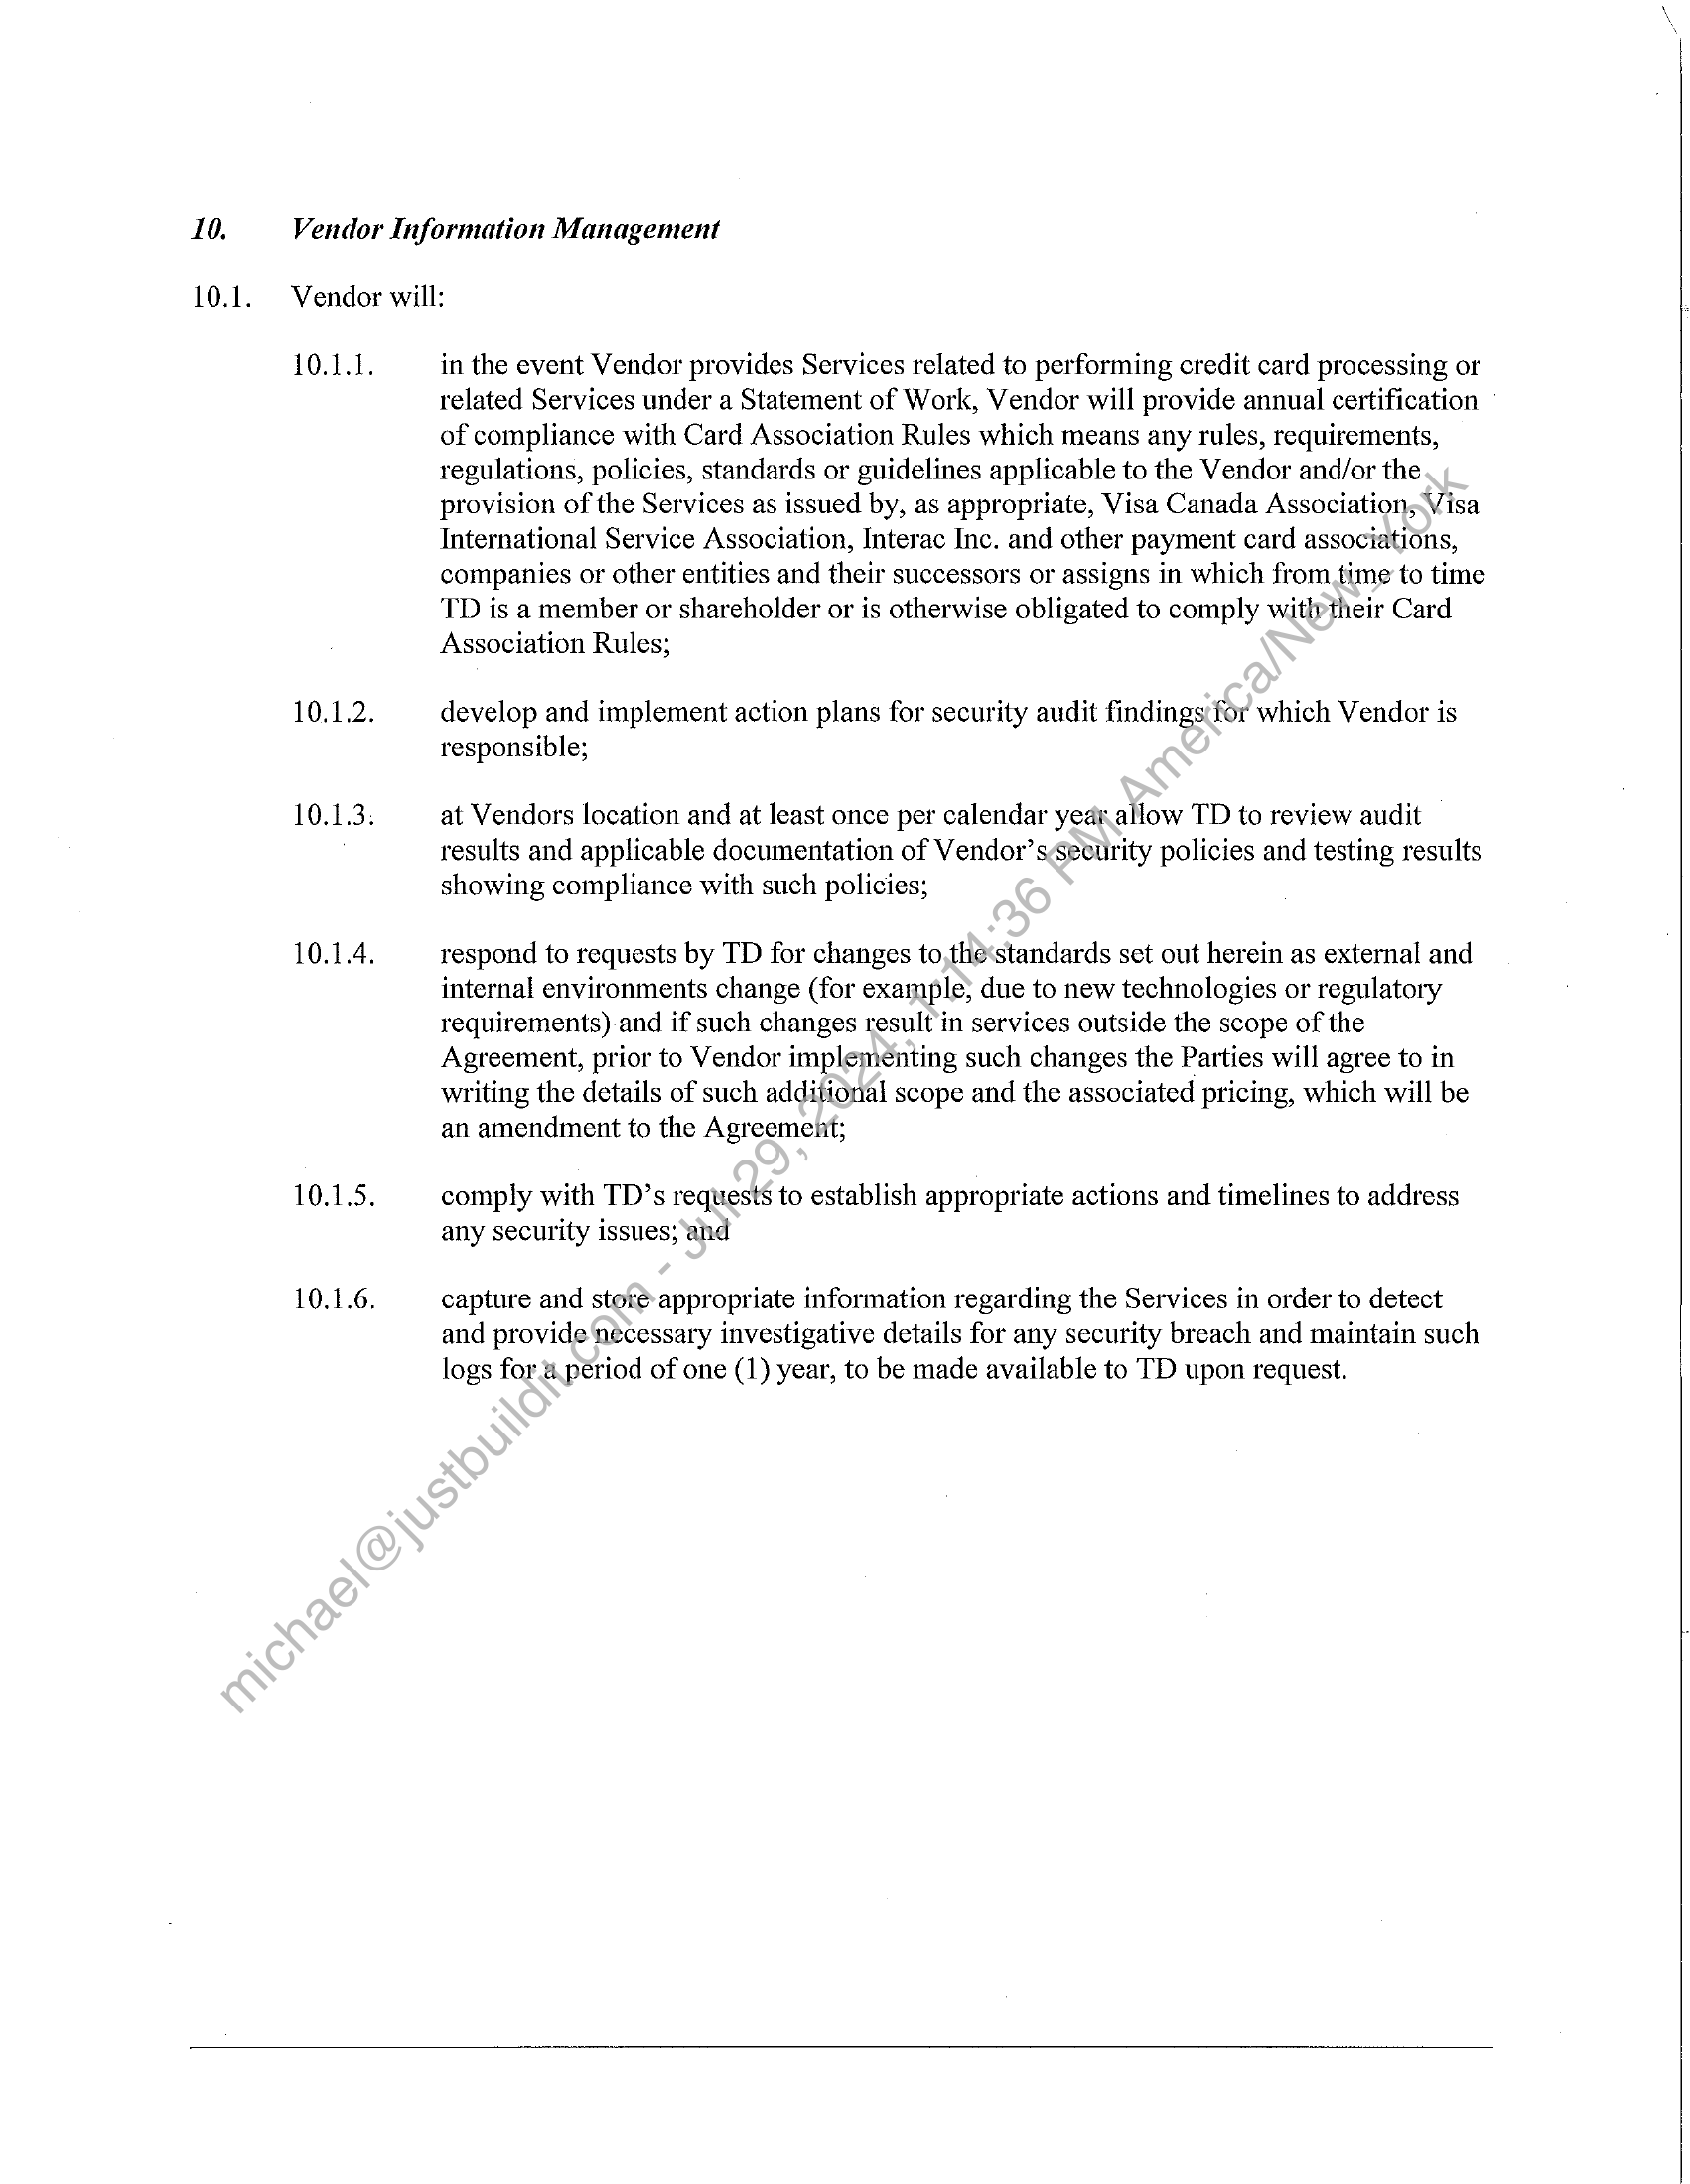 10. Vendor Information Management
10.1. Vendor will:
10.1.1. in the event Vendor provides Services related to performing credit card processing or
related Services under a Statement of Work, Vendor will provide annual certification
of compliance with Card Association Rules which means any rules, requirements,
regulations, policies, standards or guidelines applicable to the Vendor and/or the
provision of the Services as issued by, as appropriate, Visa Canada Association, Visa
International Service Association, Interac Inc. and other payment card associations,
companies or other entities and their successors or assigns in which from time to time
TD is a member or shareholder or is otherwise obligated to comply with their Card
Association Rules;
10.1.2. develop and implement action plans for security audit findings for which Vendor is
responsible;
10.1.3. at Vendors location and at least once per calendar year allow TD to review audit
results and applicable documentation of Vendor's security policies and testing results
showing compliance with such policies;
10.1.4. respond to requests by TD for changes to the standards set out herein as external and
internal environments change (for example, due to new technologies or regulatory
requirements) and if such changes result in services outside the scope of the
Agreement, prior to Vendor implementing such changes the Parties will agree to in
writing the details of such additional scope and the associated pricing, which will be
an amendment to the Agreement;
10.1.5. comply with TD's requests to establish appropriate actions and timelines to address
any security issues; and
10.1.6. capture and store appropriate information regarding the Services in order to detect
and provide necessary investigative details for any security breach and maintain such
logs for a period of one (1) year, to be made available to TD upon request.
michael@justbuildit.com - Jul 29, 2024, 1:14:36 PM America/New_York